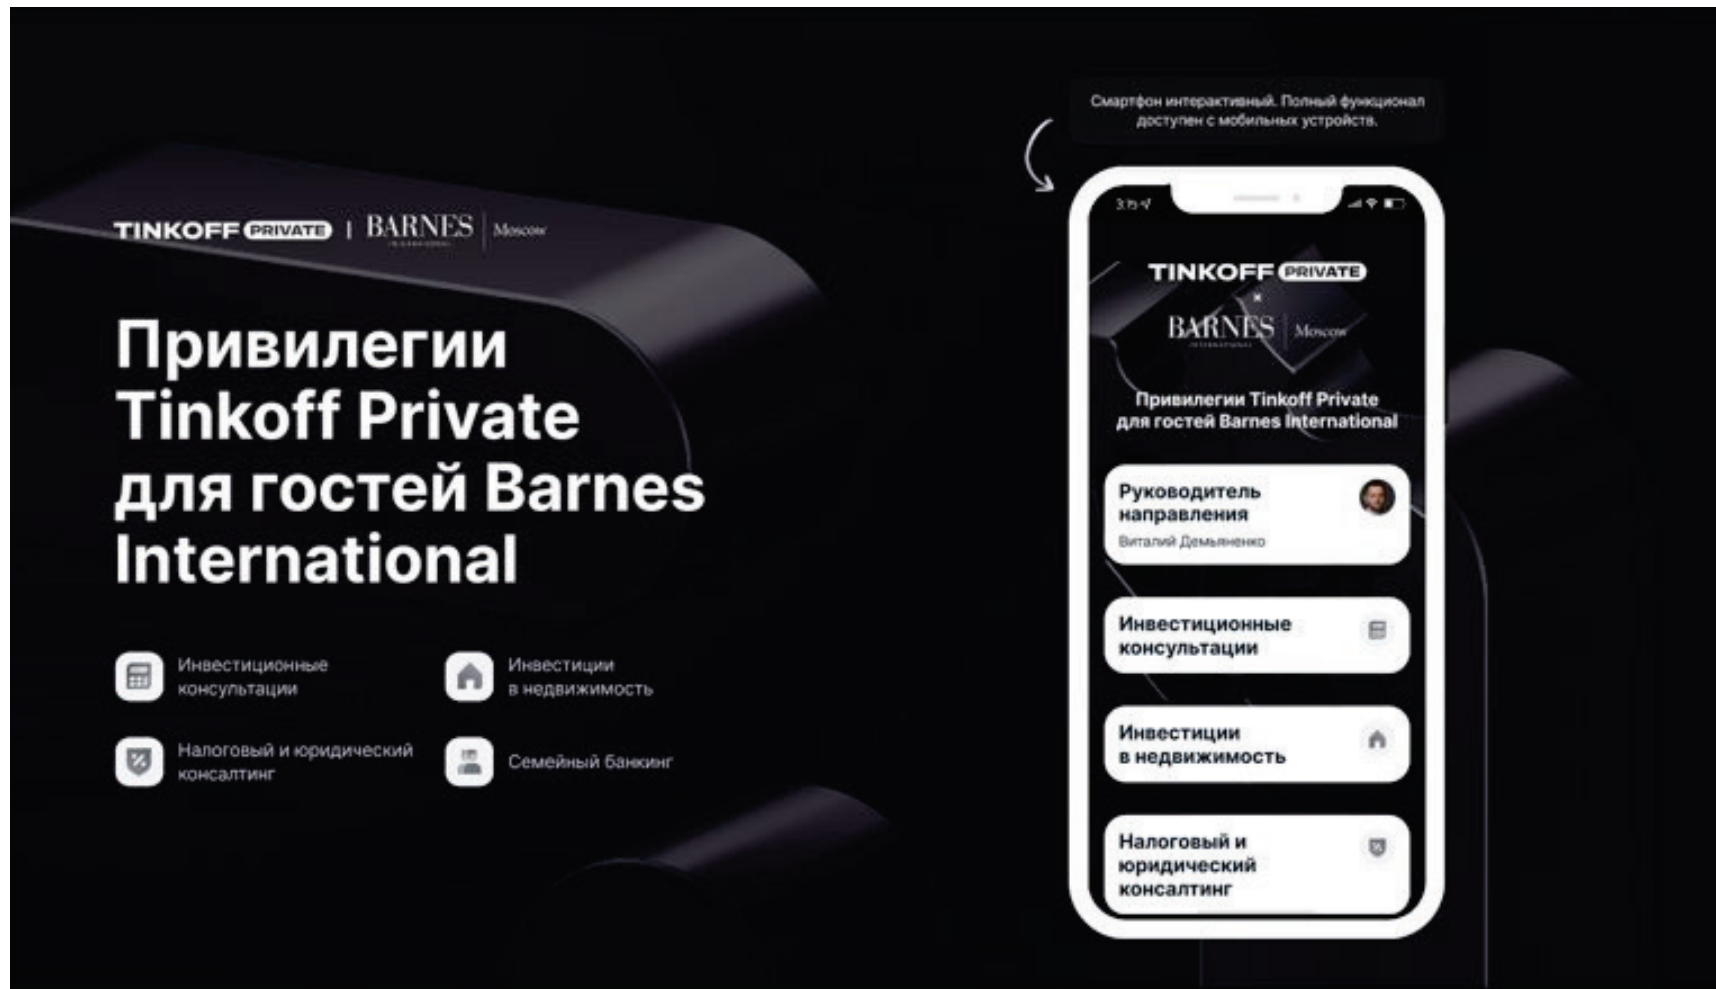 TINKOFF PRIVATE | BARNES Moscow
INTERNATIONAL
Привилегии
Tinkoff Private
для гостей Barnes
International
Инвестиционные
консультации
Инвестиции
в недвижимость
Налоговый и юридический
консалтинг
Семейный банкинг
Смартфон интерактивный. Полный функционал
доступен с мобильных устройств.
TINKOFF PRIVATE
×
BARNES Moscow
INTERNATIONAL
Привилегии Tinkoff Private
для гостей Barnes International
Руководитель
направления
Виталий Демьяненко
Инвестиционные
консультации
Инвестиции
в недвижимость
Налоговый и
юридический
консалтинг